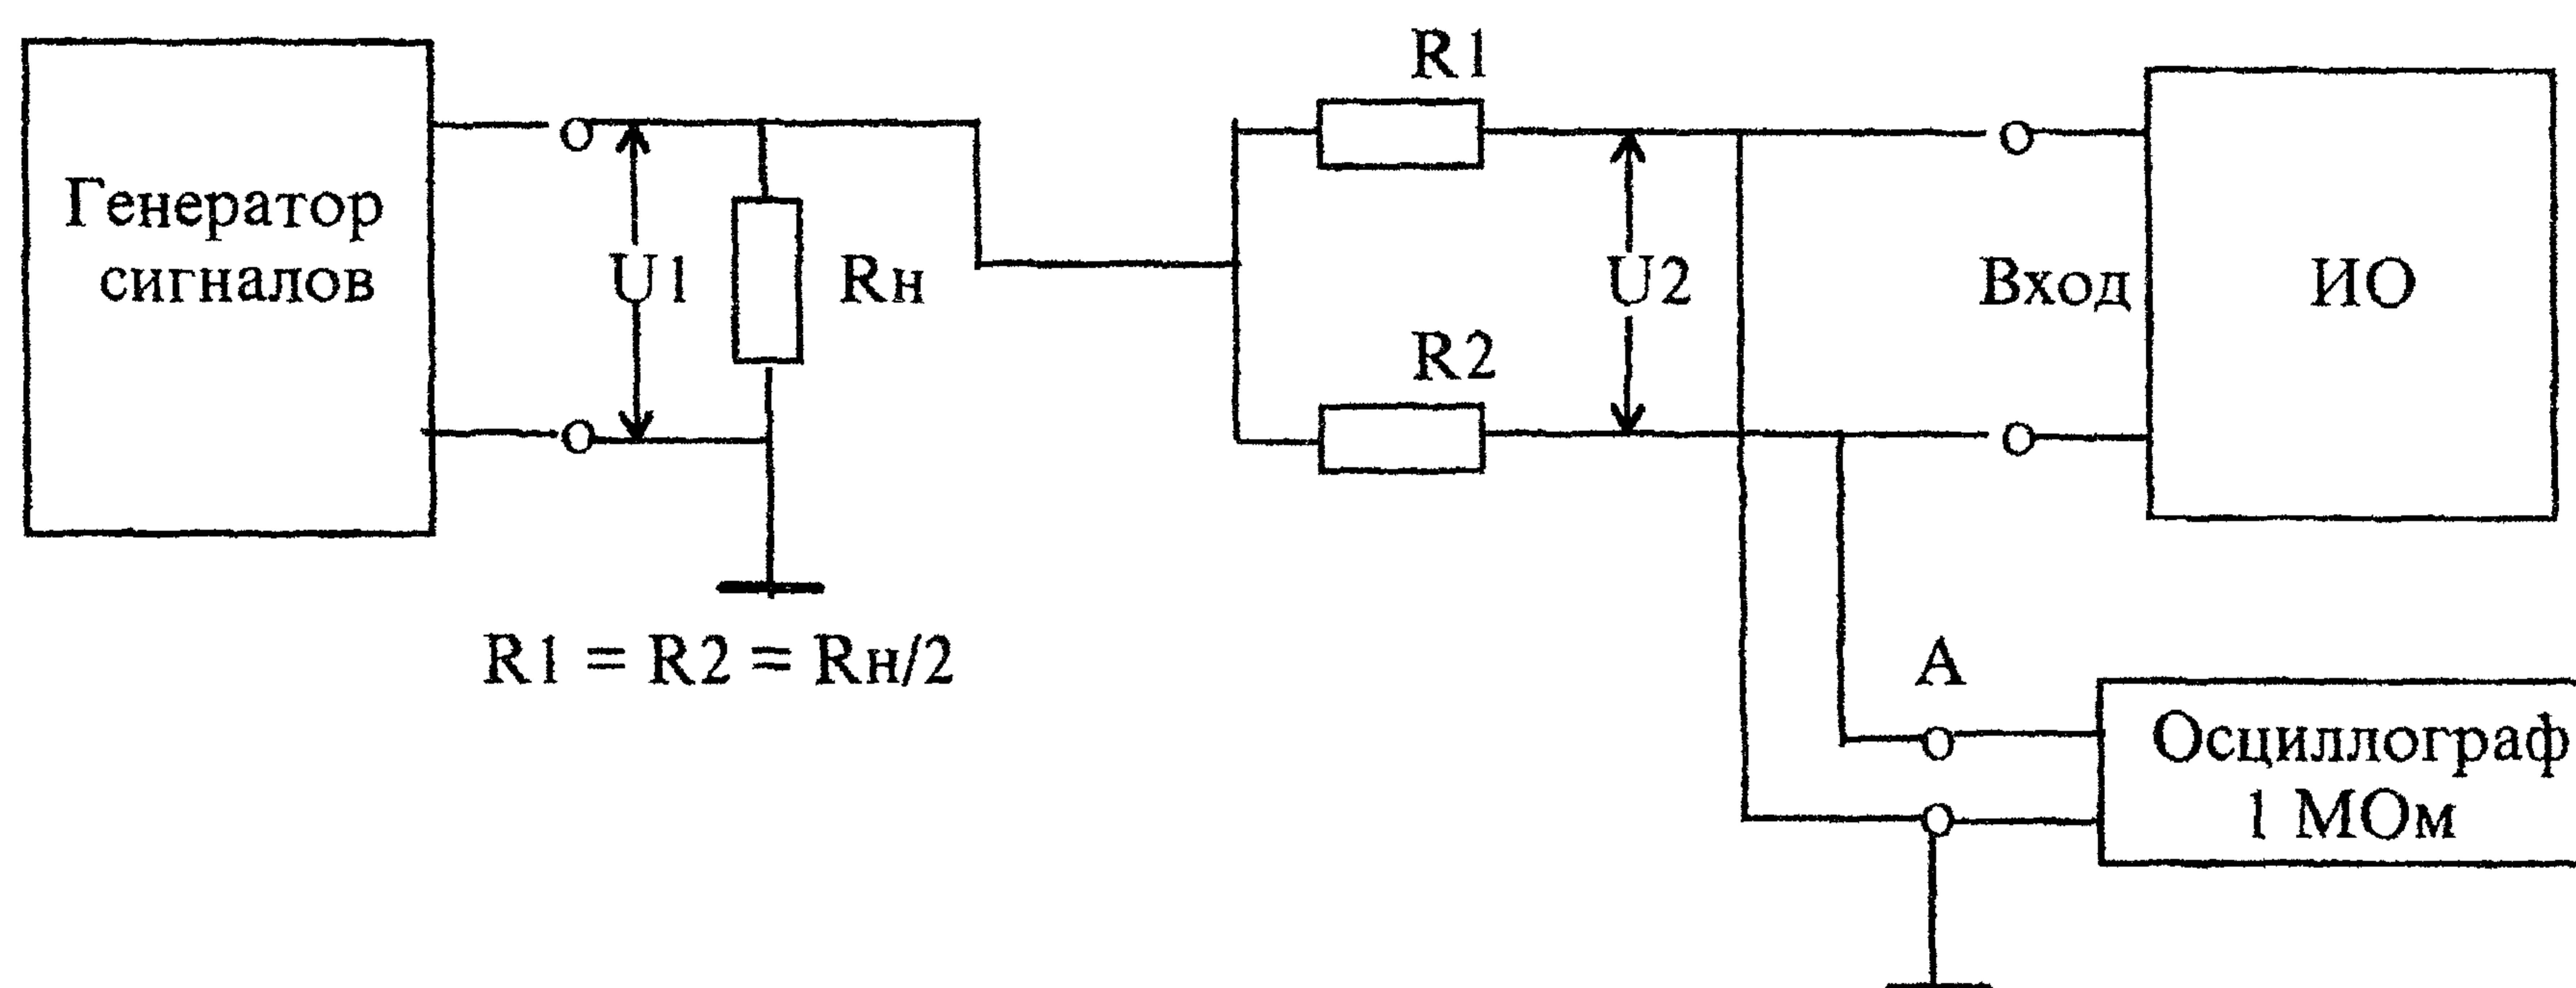 R1
Генератор
сигналов
U1
Rн
U2
Вход
ИО
R2
R1 = R2 = Rн/2
А
Осциллограф
1 МОм